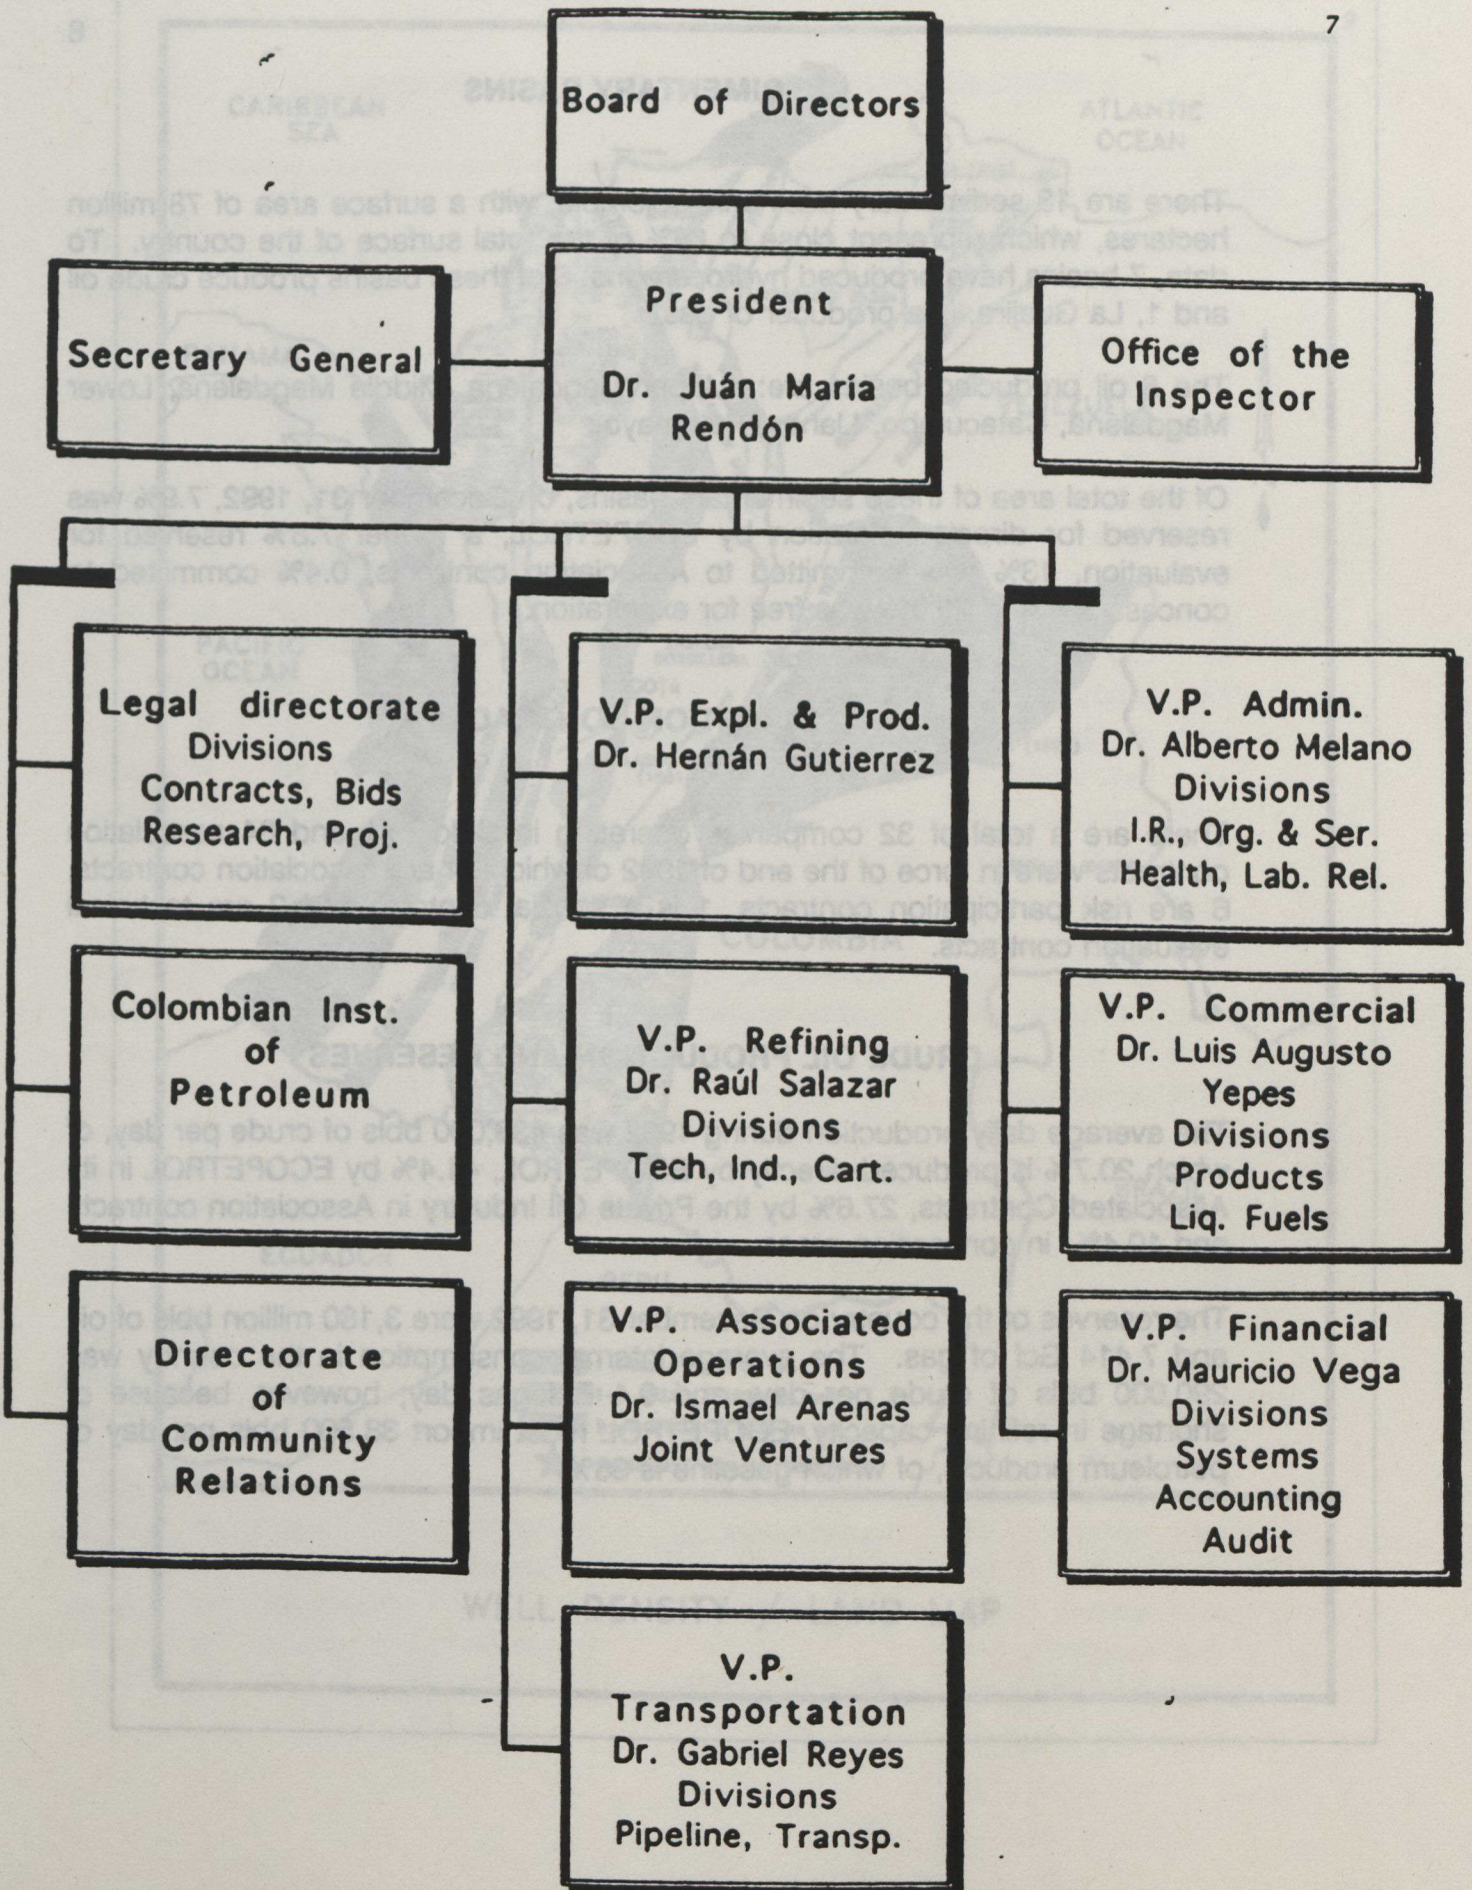 7
Board of Directors
Secretary General
President
Dr. Juán María
Rendón
Office of the
Inspector
Legal directorate
Divisions
Contracts, Bids
Research, Proj.
Colombian Inst.
of
Petroleum
Directorate
of
Community
Relations
V.P. Expl. & Prod.
Dr. Hernán Gutierrez
V.P. Refining
Dr. Raúl Salazar
Divisions
Tech, Ind., Cart.
V.P. Associated
Operations
Dr. Ismael Arenas
Joint Ventures
V.P.
Transportation
Dr. Gabriel Reyes
Divisions
Pipeline, Transp.
V.P. Admin.
Dr. Alberto Melano
Divisions
I.R., Org. & Ser.
Health, Lab. Rel.
V.P. Commercial
Dr. Luis Augusto
Yepes
Divisions
Products
Liq. Fuels
V.P. Financial
Dr. Mauricio Vega
Divisions
Systems
Accounting
Audit